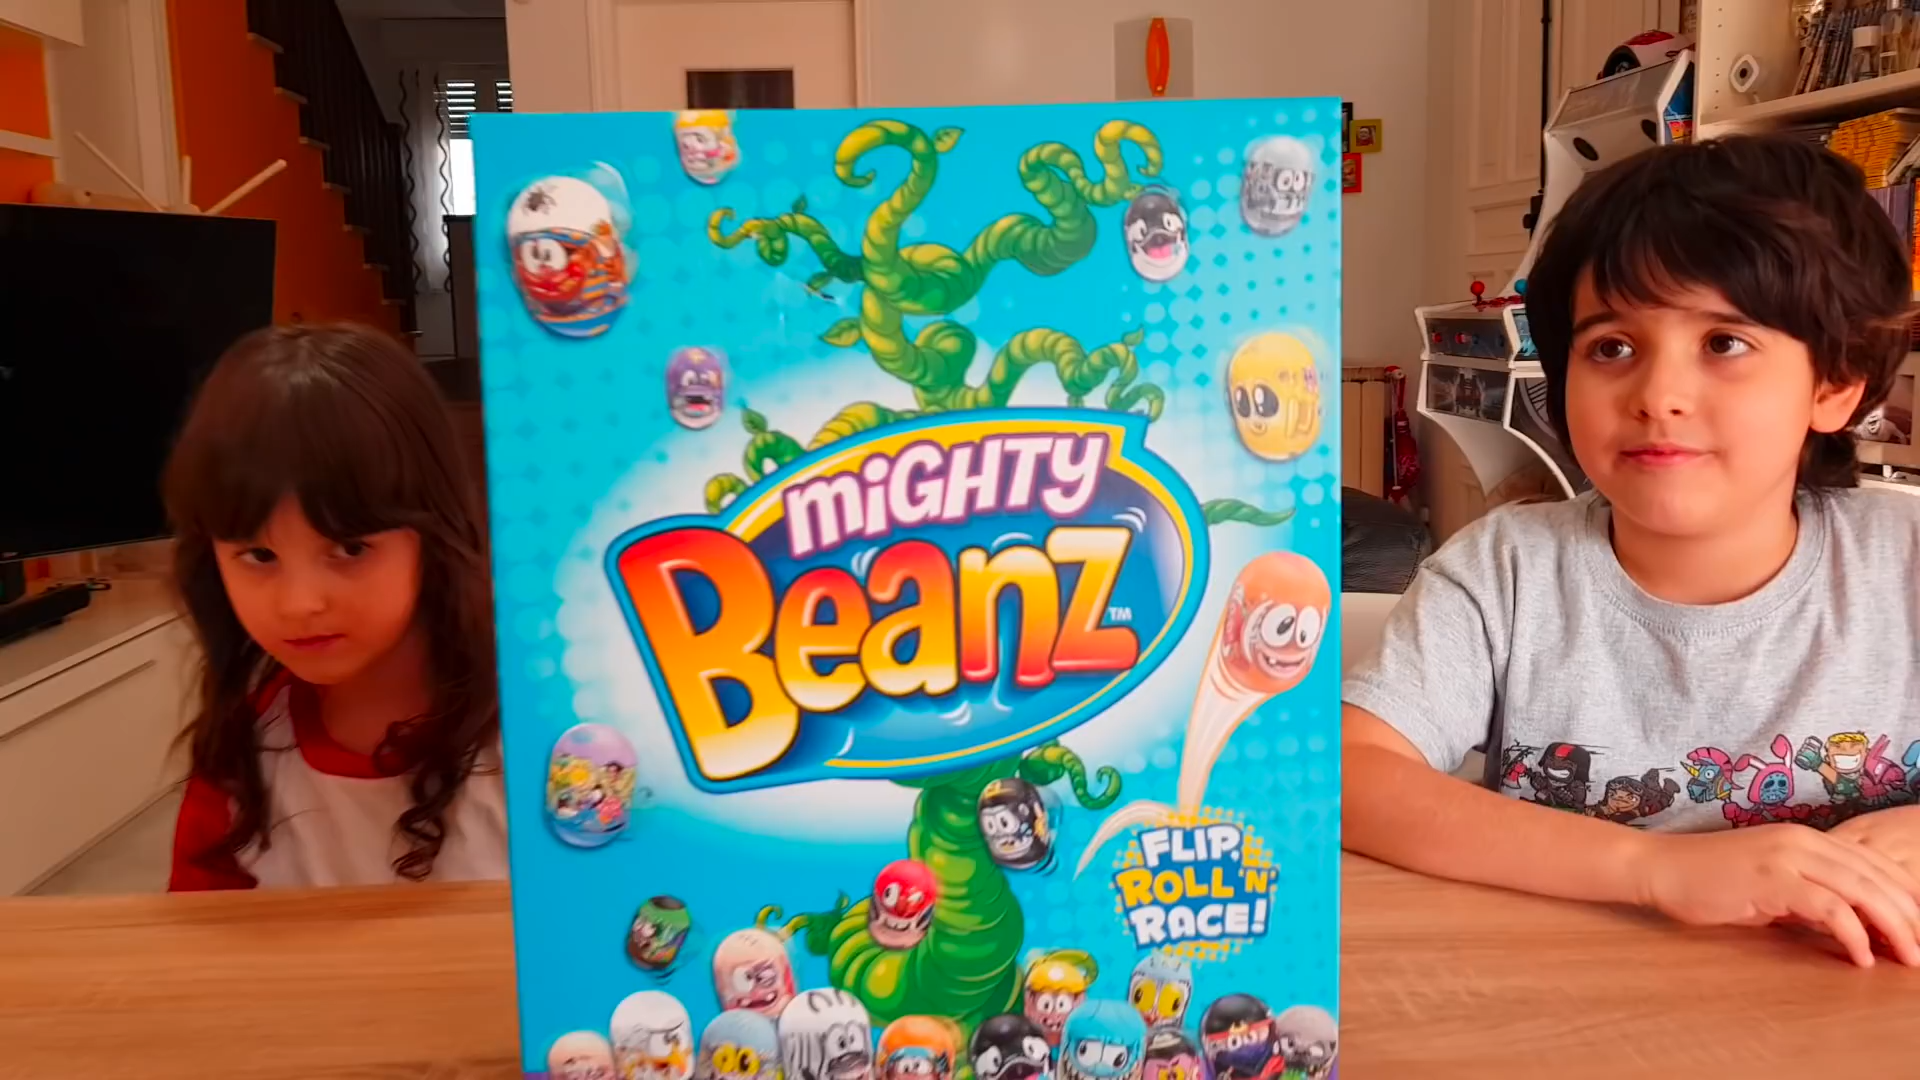 MiGHTY
BeanZ™
FLIP,
ROLL 'N'
RACE!